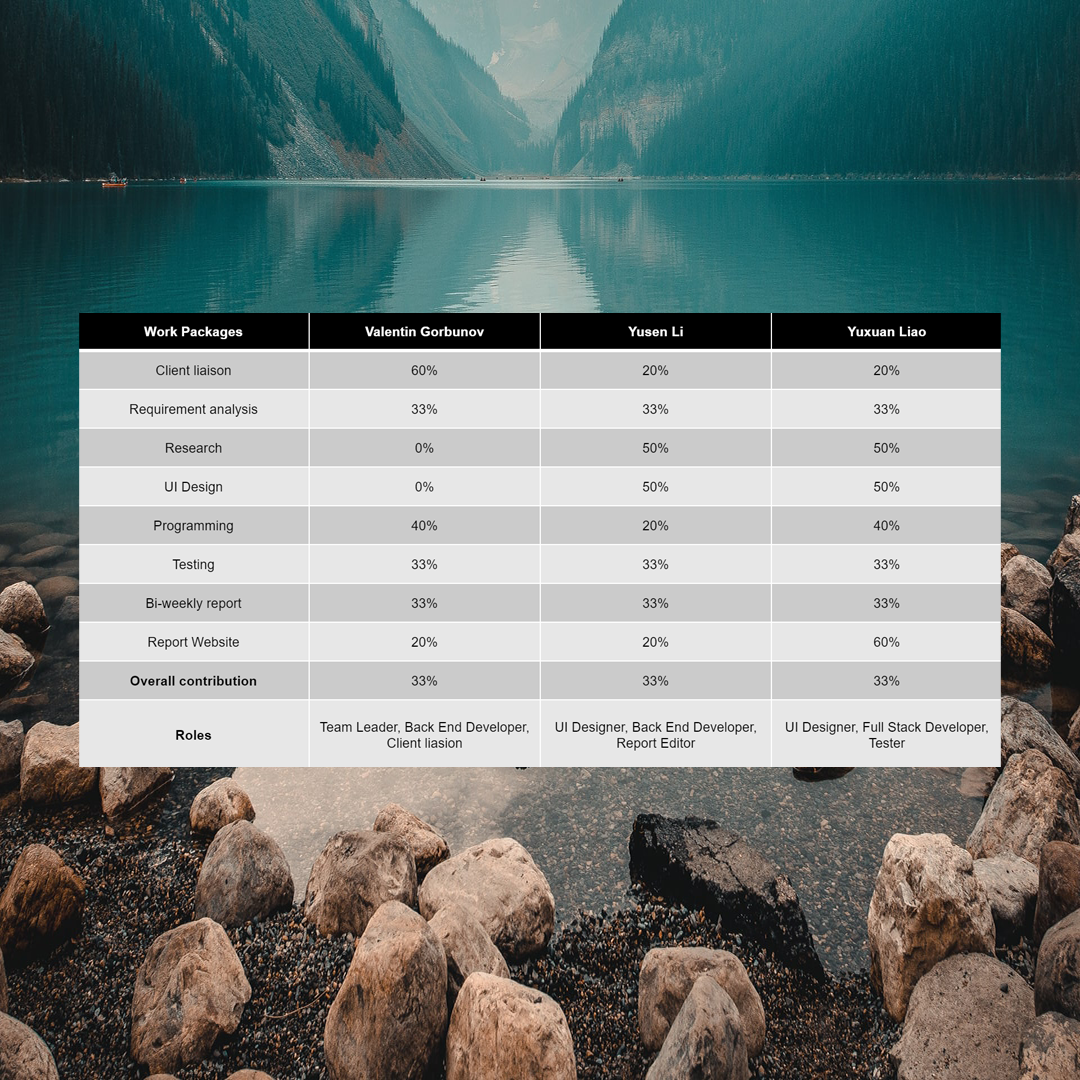 Work Packages Valentin Gorbunov Yusen Li Yuxuan Liao
Client liaison 60% 20% 20%
Requirement analysis 33% 33% 33%
Research 0% 50% 50%
UI Design 0% 50% 50%
Programming 40% 20% 40%
Testing 33% 33% 33%
Bi-weekly report 33% 33% 33%
Report Website 20% 20% 60%
Overall contribution 33% 33% 33%
Roles
Team Leader, Back End Developer,
Client liasion
UI Designer, Back End Developer,
Report Editor
UI Designer, Full Stack Developer,
Tester